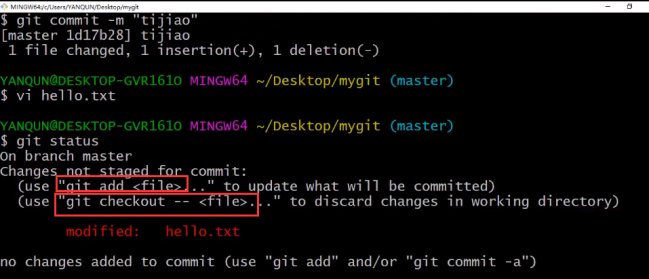 MINGW64:/c/Users/YANQUN/Desktop/mygit
$ git commit -m "tijiao"
[master 1d17b28] tijiao
 1 file changed, 1 insertion(+), 1 deletion(-)
YANQUN@DESKTOP-GVR161O MINGW64 ~/Desktop/mygit (master)
$ vi hello.txt
YANQUN@DESKTOP-GVR161O MINGW64 ~/Desktop/mygit (master)
$ git status
On branch master
Changes not staged for commit:
  (use "git add <file>..." to update what will be committed)
  (use "git checkout -- <file>..." to discard changes in working directory)
        modified:   hello.txt
no changes added to commit (use "git add" and/or "git commit -a")